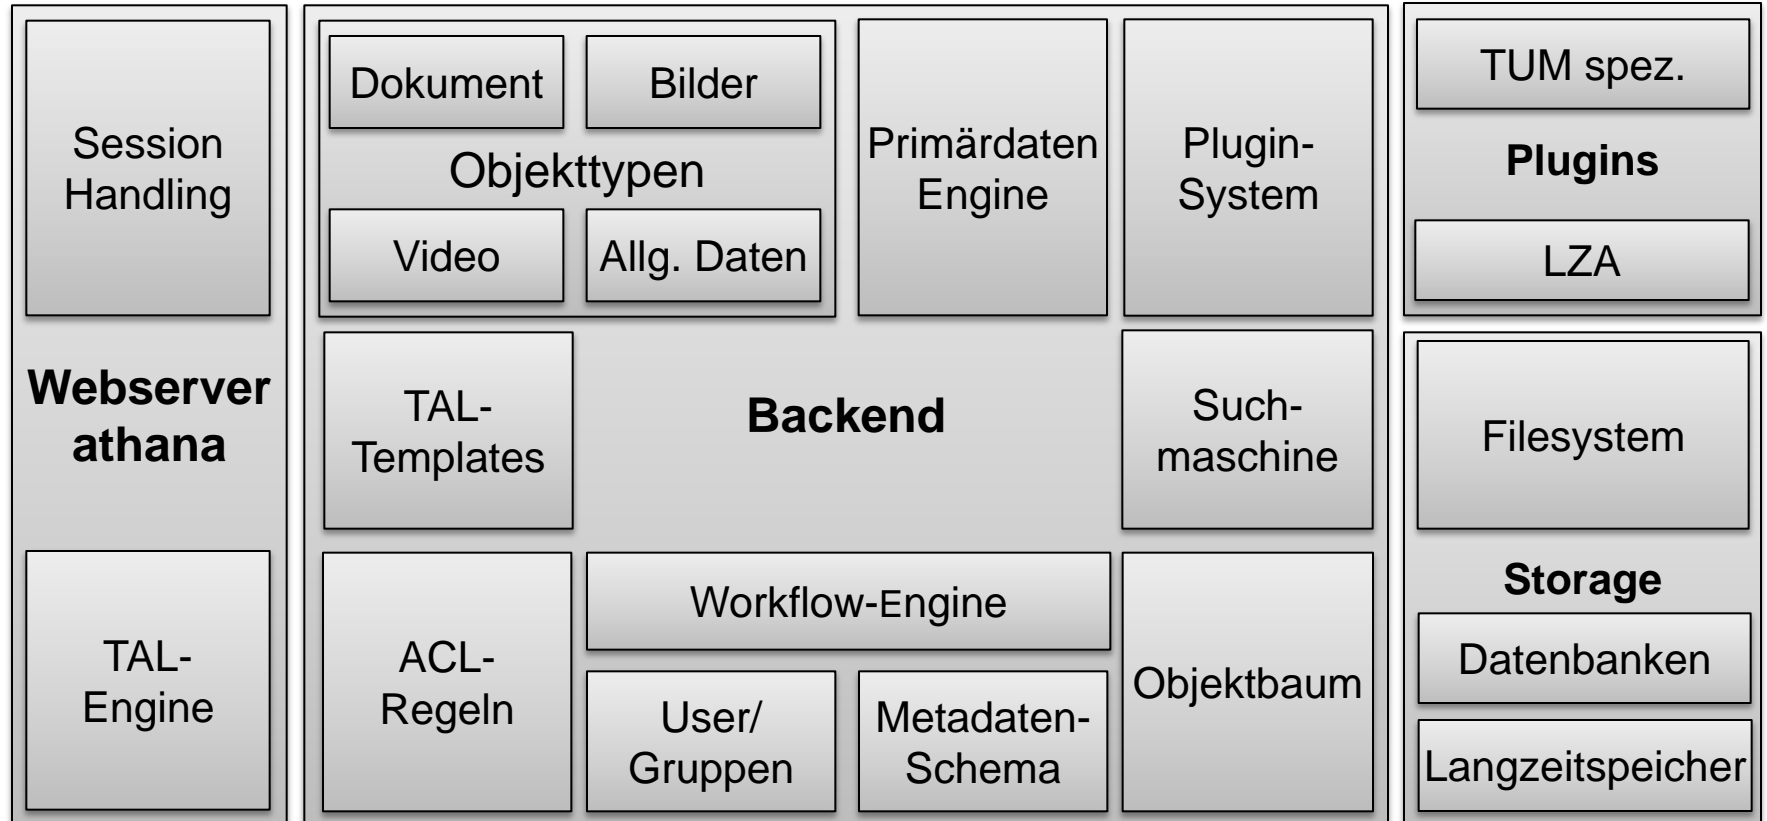 Session
Handling
Webserver
athana
TAL-
Engine
Dokument
Bilder
Objekttypen
Video
Allg. Daten
Primärdaten
Engine
Plugin-
System
TAL-
Templates
Backend
Such-
maschine
ACL-
Regeln
Workflow-Engine
User/
Gruppen
Metadaten-
Schema
Objektbaum
TUM spez.
Plugins
LZA
Filesystem
Storage
Datenbanken
Langzeitspeicher